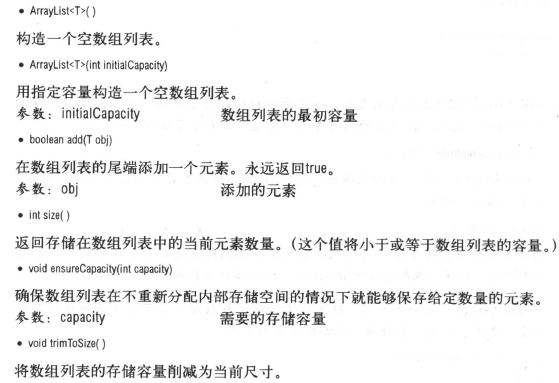 • ArrayList<T>( )
构造一个空数组列表。
• ArrayList<T>(int initialCapacity)
用指定容量构造一个空数组列表。
参数：initialCapacity 数组列表的最初容量
• boolean add(T obj)
在数组列表的尾端添加一个元素。永远返回true。
参数：obj 添加的元素
• int size( )
返回存储在数组列表中的当前元素数量。(这个值将小于或等于数组列表的容量。)
• void ensureCapacity(int capacity)
确保数组列表在不重新分配内部存储空间的情况下就能够保存给定数量的元素。
参数：capacity 需要的存储容量
• void trimToSize( )
将数组列表的存储容量削减为当前尺寸。